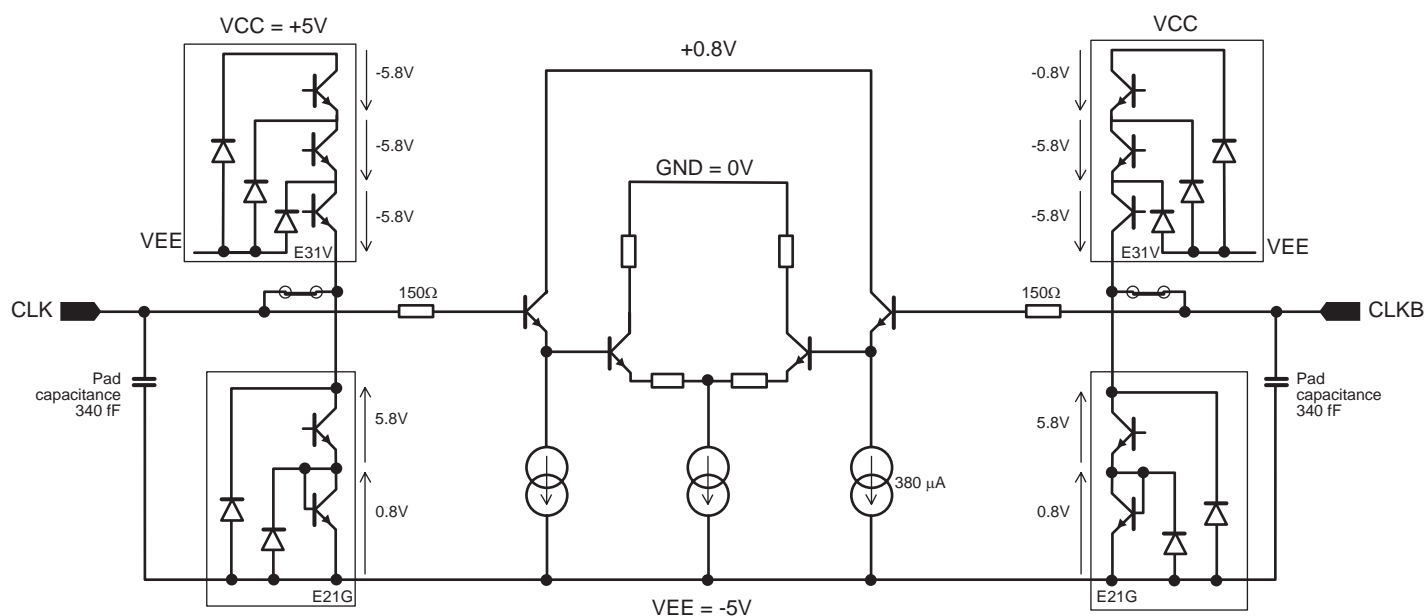 VCC = +5V
VCC
+0.8V
-5.8V
-0.8V
-5.8V
-5.8V
GND = 0V
-5.8V
-5.8V
VEE
E31V
E31V
VEE
CLK
150Ω
150Ω
CLKB
Pad
capacitance
340 fF
Pad
capacitance
340 fF
5.8V
5.8V
380 µA
0.8V
0.8V
E21G
E21G
VEE = -5V